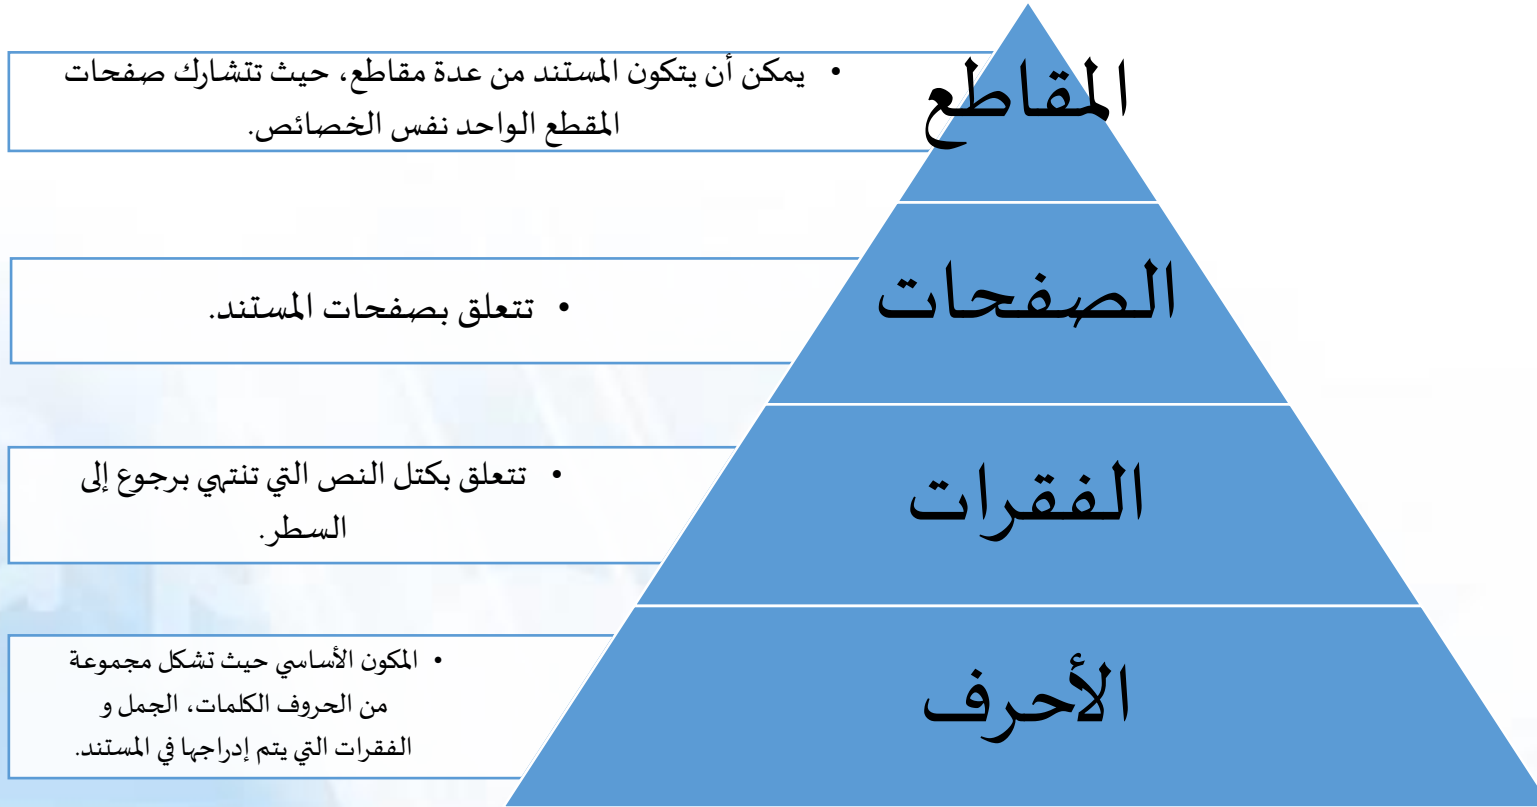 المقاطع
• يمكن أن يتكون المستند من عدة مقاطع، حيث تتشارك صفحات
المقطع الواحد نفس الخصائص.
الصفحات
• تتعلق بصفحات المستند.
الفقرات
• تتعلق بكتل النص التي تنتهي برجوع إلى
السطر.
الأحرف
• المكون الأساسي حيث تشكل مجموعة
من الحروف الكلمات، الجمل و
الفقرات التي يتم إدراجها في المستند.